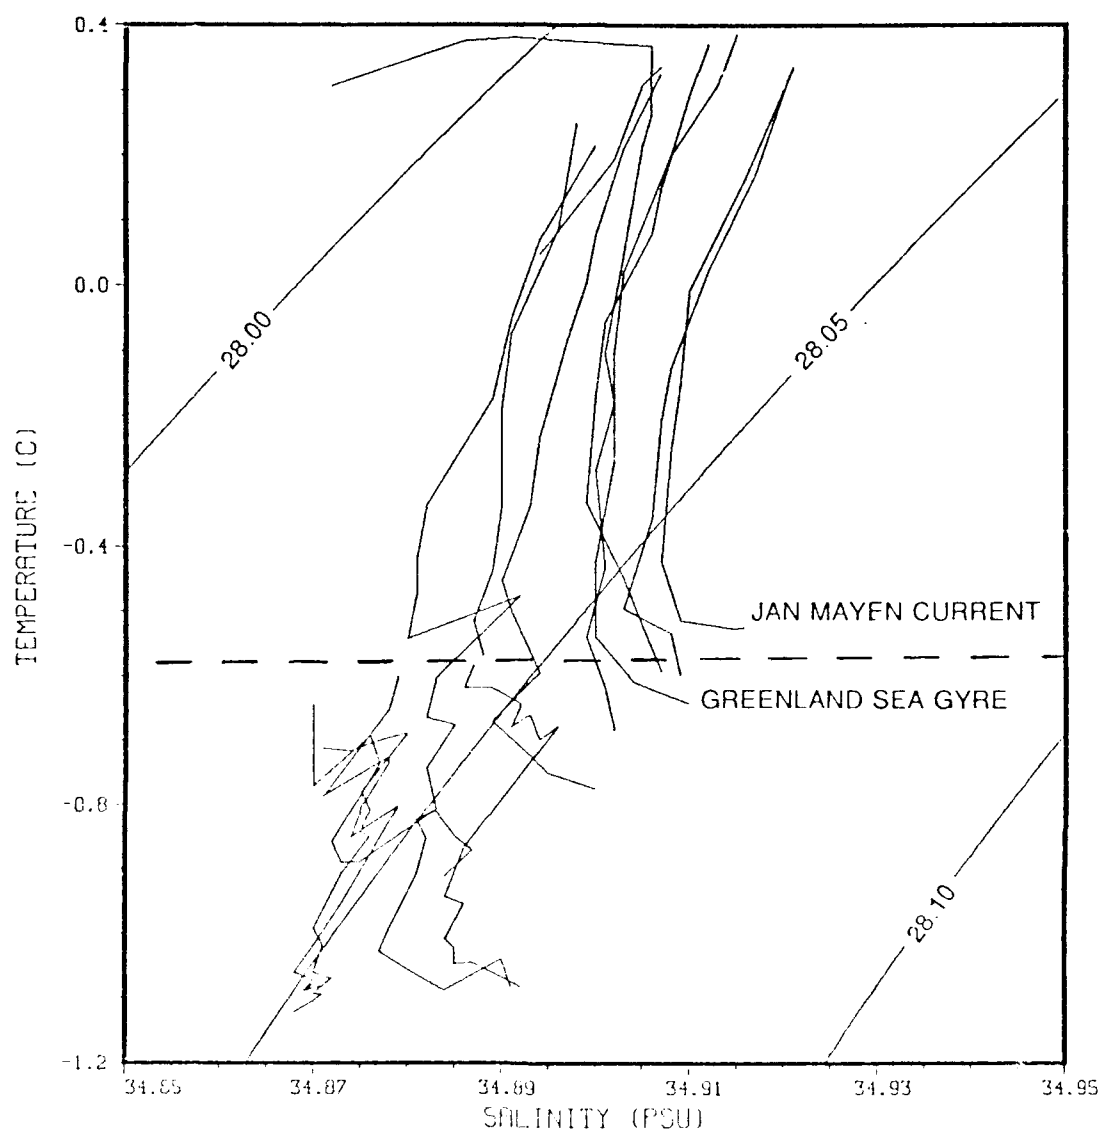 0.4
0.0
-0.4
-0.8
-1.2
TEMPERATURE (C)
28.00
28.05
28.10
JAN MAYEN CURRENT
GREENLAND SEA GYRE
34.85 34.87 34.89 34.91 34.93 34.95
SALINITY (PSU)